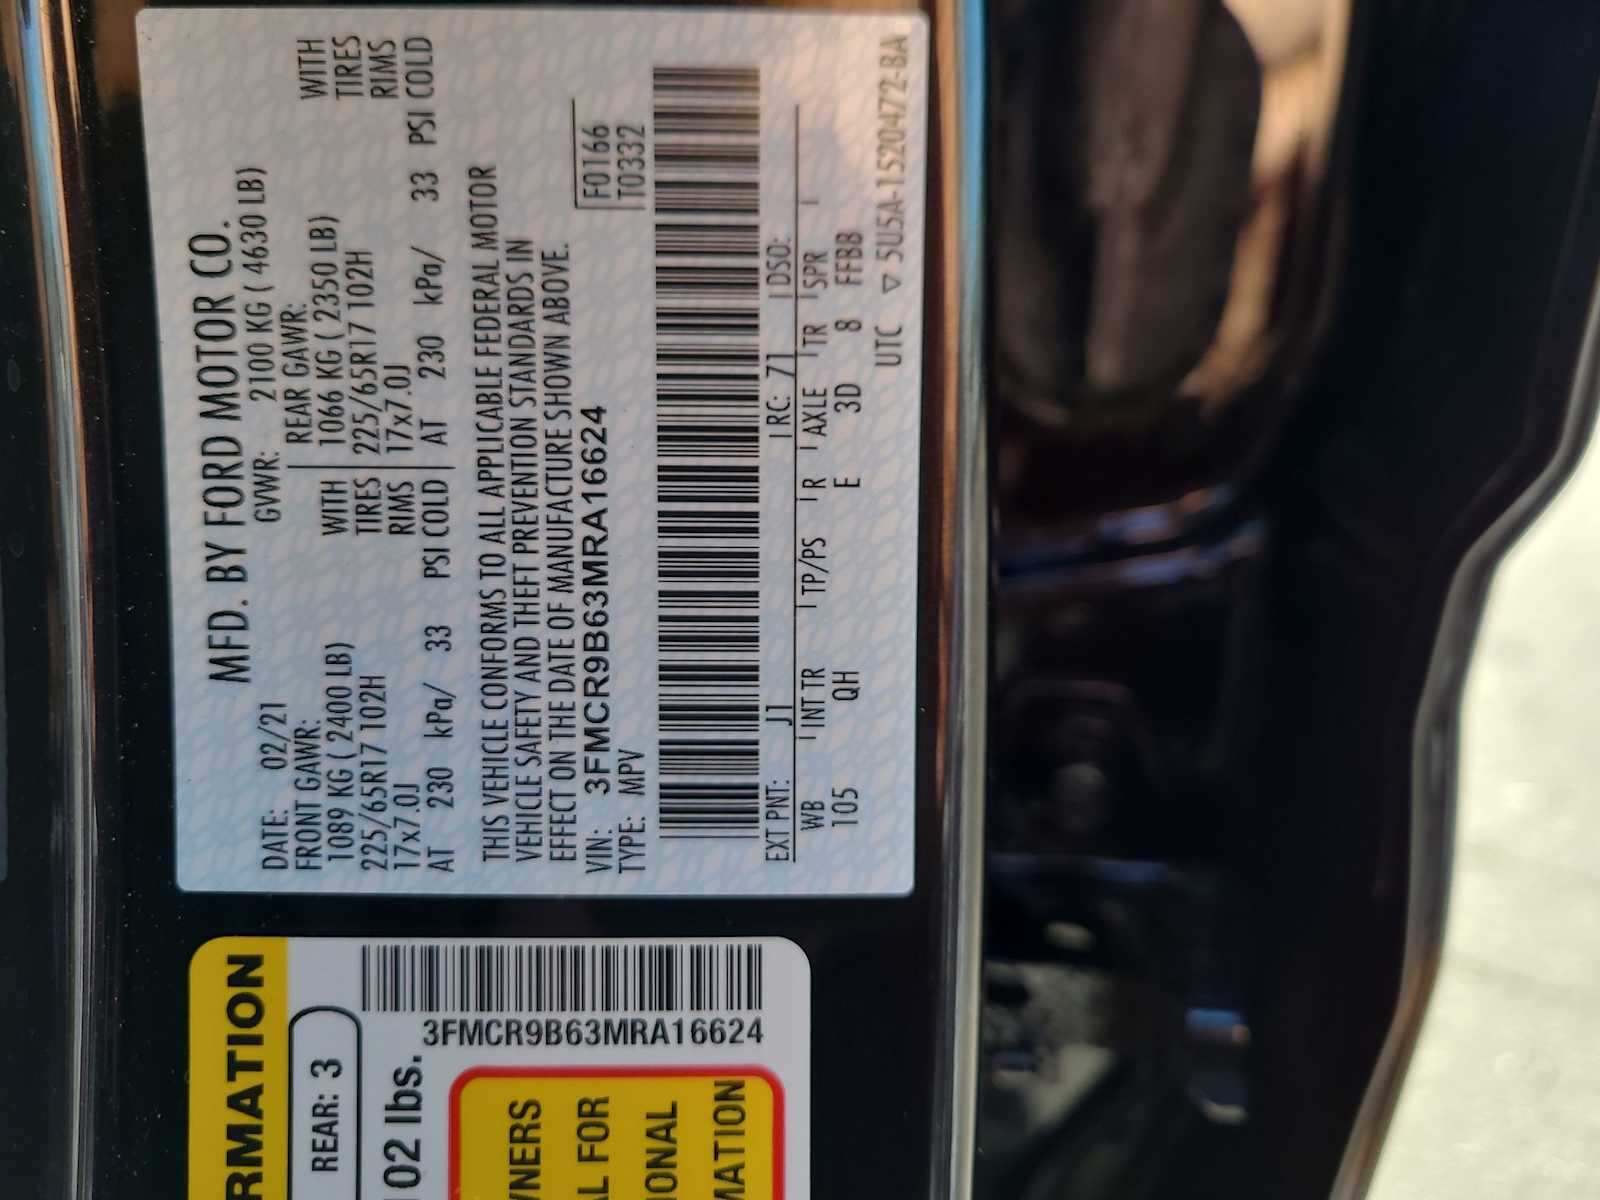 MFD. BY FORD MOTOR CO.
DATE: 02/21 GVWR: 2100 KG ( 4630 LB)
FRONT GAWR: REAR GAWR:
1089 KG ( 2400 LB) WITH 1066 KG ( 2350 LB) WITH
225/65R17 102H TIRES 225/65R17 102H TIRES
17x7.0J RIMS 17x7.0J RIMS
AT 230 kPa/ 33 PSI COLD AT 230 kPa/ 33 PSI COLD
THIS VEHICLE CONFORMS TO ALL APPLICABLE FEDERAL MOTOR
VEHICLE SAFETY AND THEFT PREVENTION STANDARDS IN
EFFECT ON THE DATE OF MANUFACTURE SHOWN ABOVE.
VIN: 3FMCR9B63MRA16624 F0166
TYPE: MPV T0332
EXT PNT: J1 RC: 71 DSO:
WB INT TR TP/PS R AXLE TR SPR
105 QH E 3D 8 FFBB
UTC ▽ 5U5A-1520472-BA
RMATION
REAR: 3
02 lbs.
3FMCR9B63MRA16624
WNERS
AL FOR
IONAL
MATION